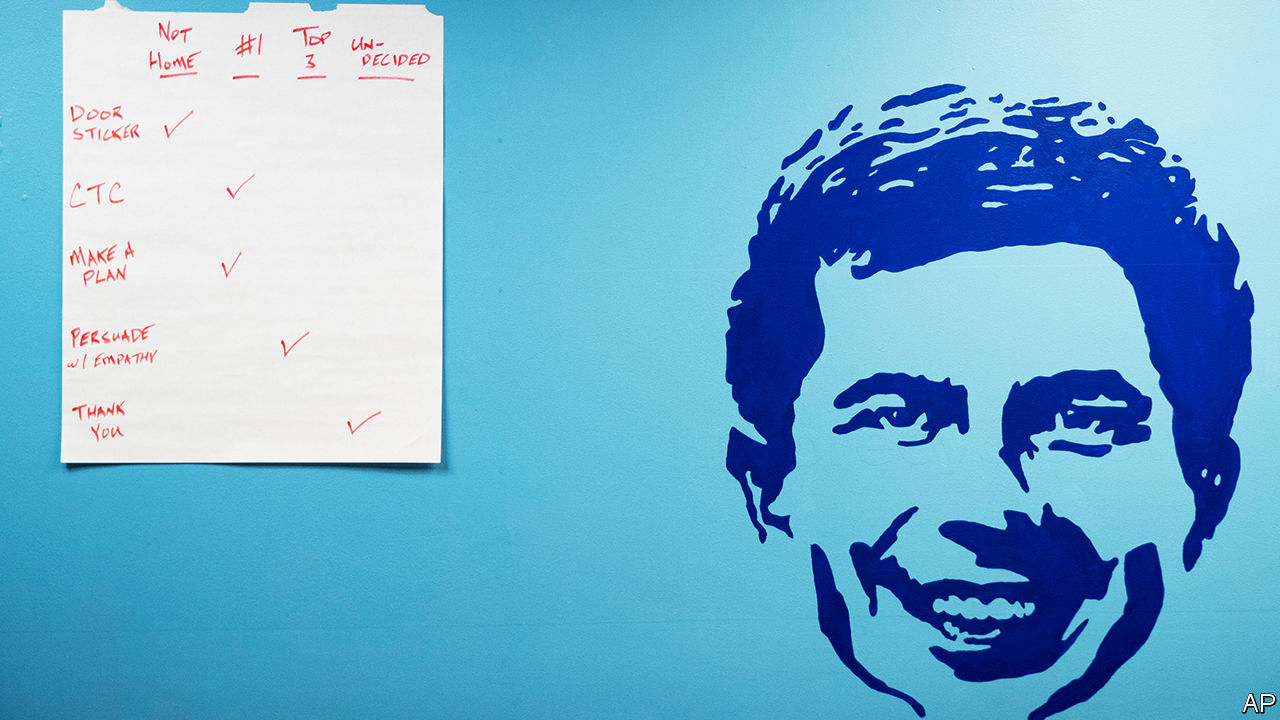 NOT HOME #1 TOP 3 UN-DECIDED
DOOR
STICKER ✓
CTC ✓
MAKE A
PLAN ✓
PERSUADE
W/ EMPATHY ✓
THANK
YOU ✓
AP